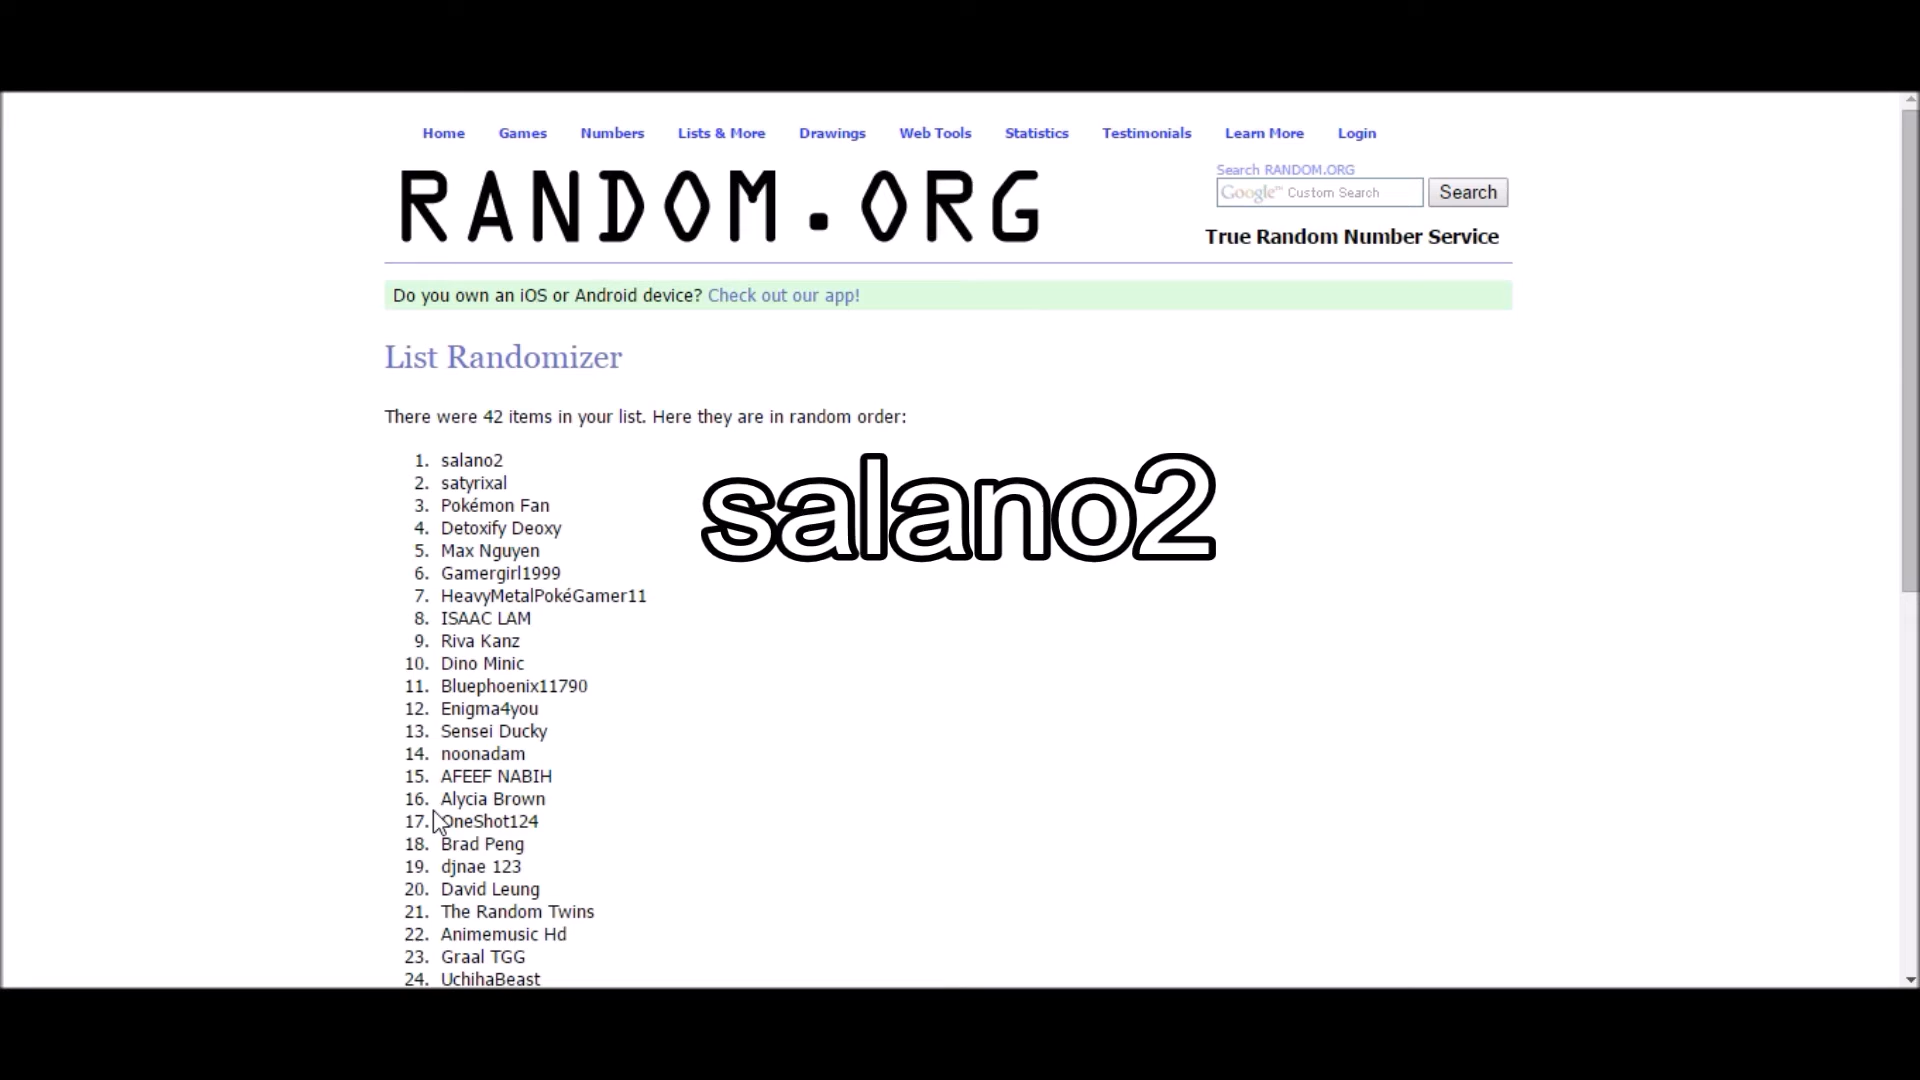 Home Games Numbers Lists & More Drawings Web Tools Statistics Testimonials Learn More Login
RANDOM.ORG
Search RANDOM.ORG
Google™ Custom Search Search
True Random Number Service
Do you own an iOS or Android device? Check out our app!
List Randomizer
There were 42 items in your list. Here they are in random order:
1. salano2
2. satyrixal
3. Pokémon Fan
4. Detoxify Deoxy
5. Max Nguyen
6. Gamergirl1999
7. HeavyMetalPokéGamer11
8. ISAAC LAM
9. Riva Kanz
10. Dino Minic
11. Bluephoenix11790
12. Enigma4you
13. Sensei Ducky
14. noonadam
15. AFEEF NABIH
16. Alycia Brown
17. OneShot124
18. Brad Peng
19. djnae 123
20. David Leung
21. The Random Twins
22. Animemusic Hd
23. Graal TGG
24. UchihaBeast
salano2